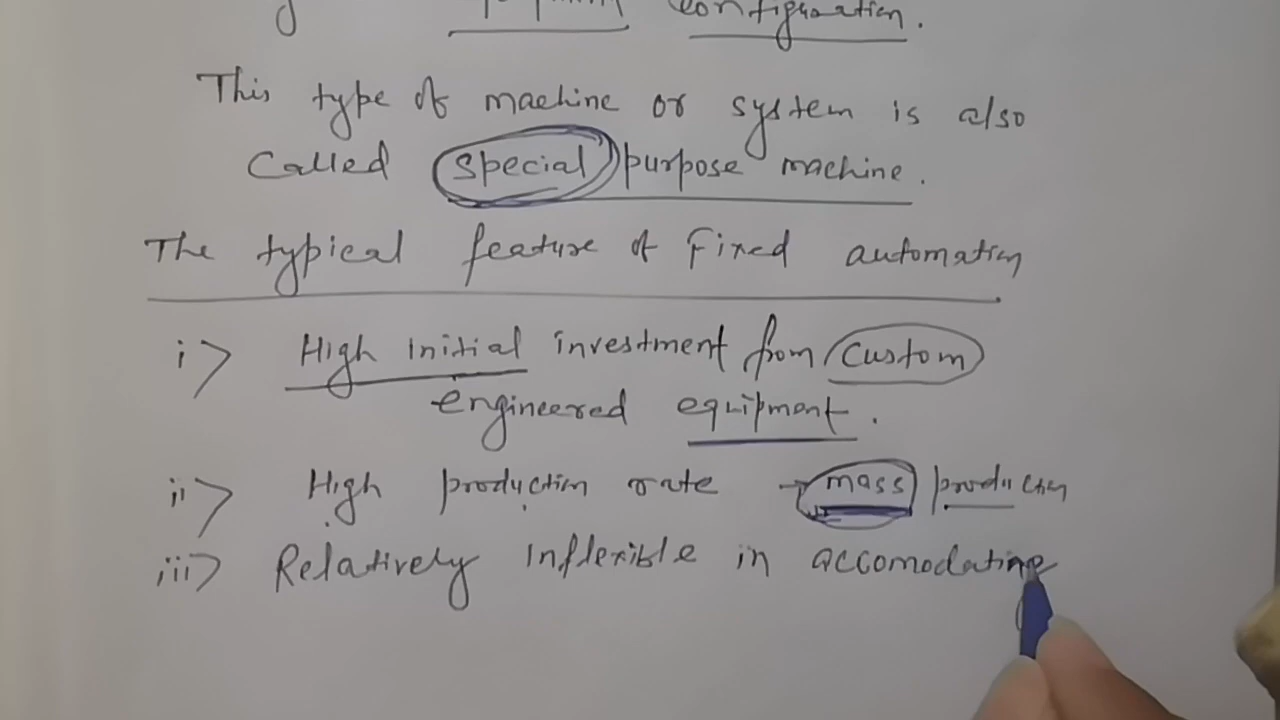 configuration.
This type of machine or system is also
Called special purpose machine.
The typical feature of Fixed automation
i> High initial investment from custom
engineered equipment.
ii> High production rate → mass production
iii> Relatively inflexible in accomodating